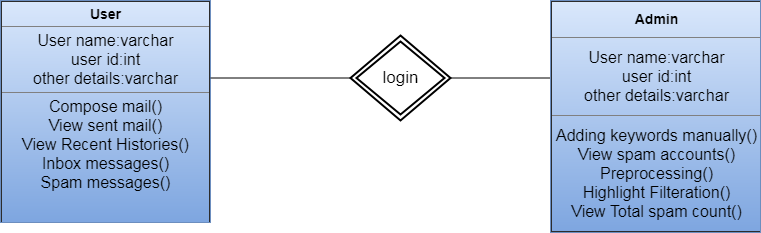 User
User name:varchar
user id:int
other details:varchar
Compose mail()
View sent mail()
View Recent Histories()
Inbox messages()
Spam messages()
login
Admin
User name:varchar
user id:int
other details:varchar
Adding keywords manually()
View spam accounts()
Preprocessing()
Highlight Filteration()
View Total spam count()